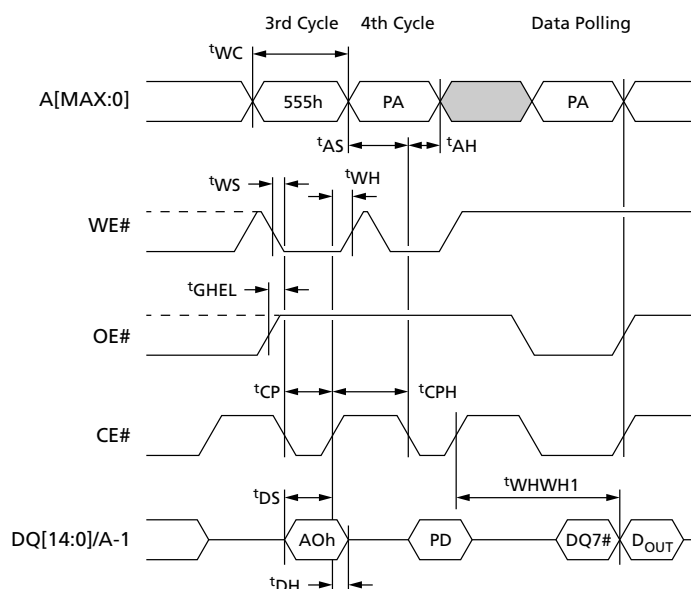 3rd Cycle 4th Cycle Data Polling
tWC
A[MAX:0] 555h PA PA
tAS tAH
tWS tWH
WE#
tGHEL
OE#
tCP tCPH
CE#
tDS tWHWH1
DQ[14:0]/A-1 AOh PD DQ7# DOUT
tDH